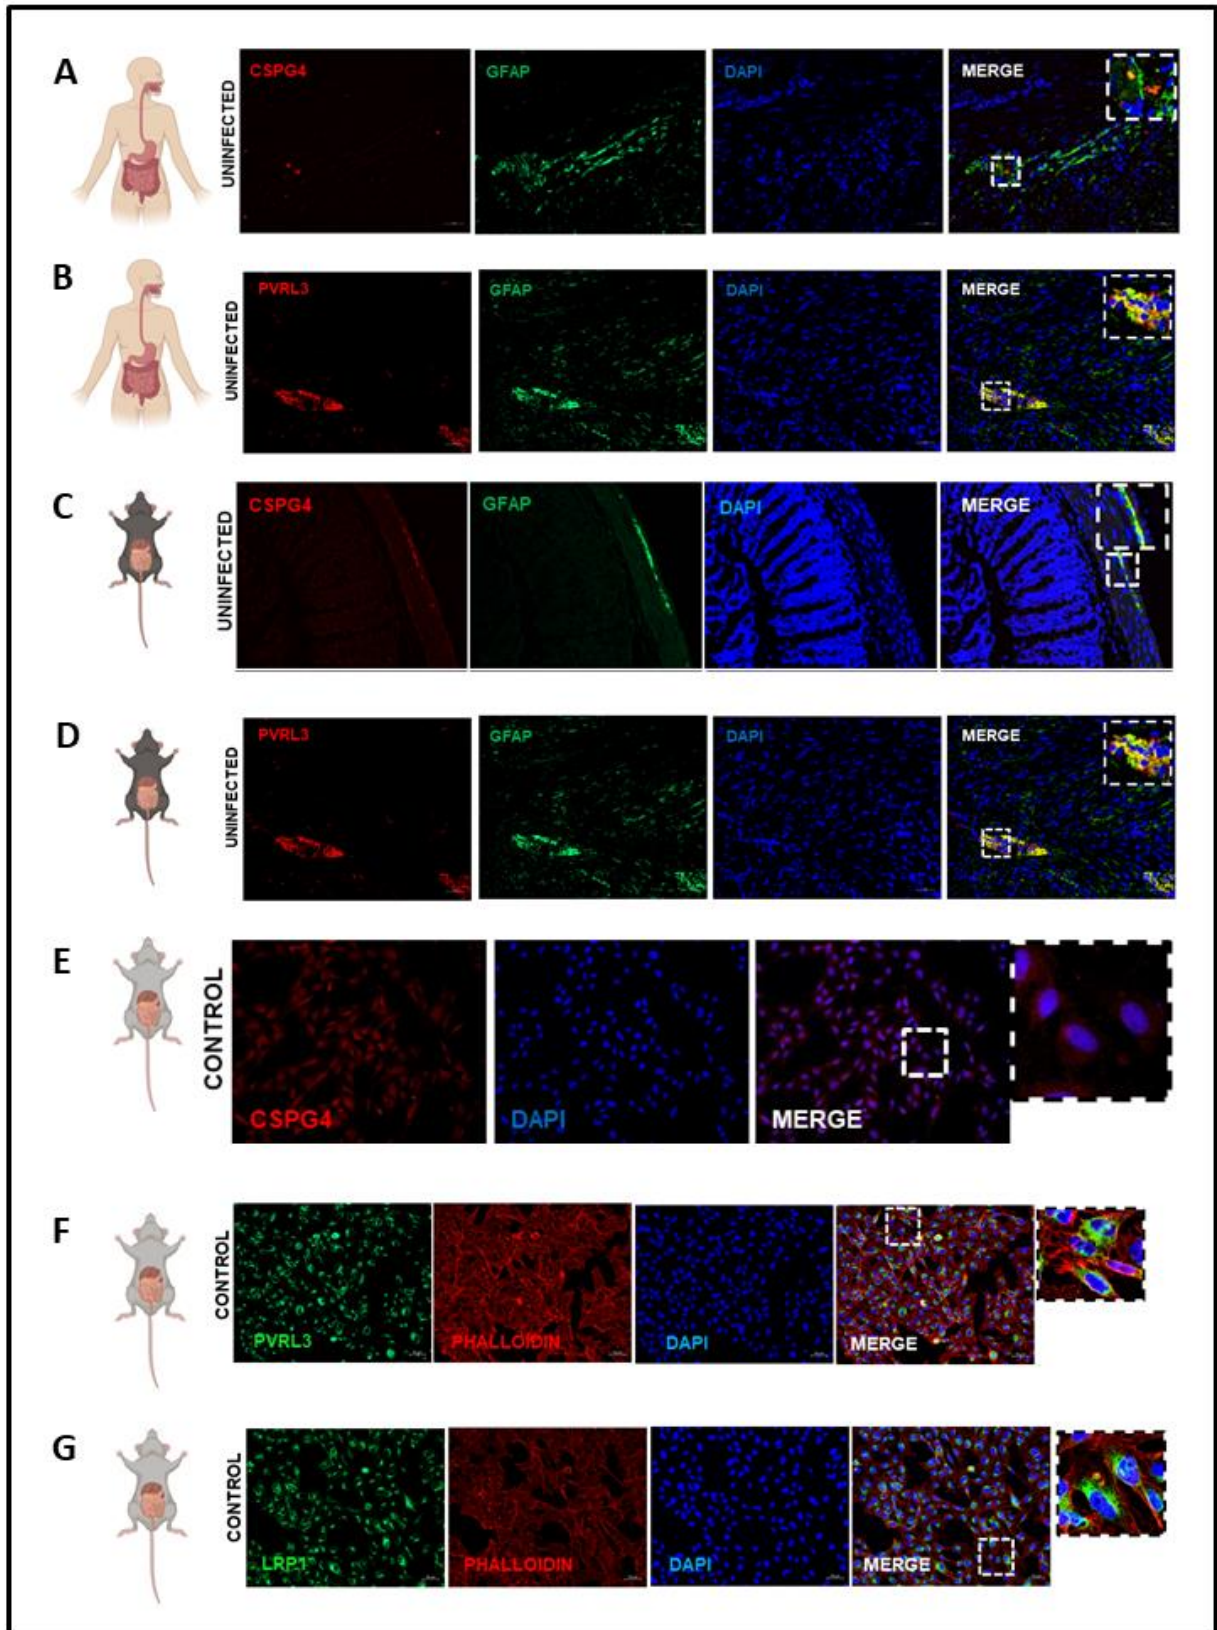 A
UNINFECTED
CSPG4
GFAP
DAPI
MERGE
B
UNINFECTED
PVRL3
GFAP
DAPI
MERGE
C
UNINFECTED
CSPG4
GFAP
DAPI
MERGE
D
UNINFECTED
PVRL3
GFAP
DAPI
MERGE
E
CONTROL
CSPG4
DAPI
MERGE
F
CONTROL
PVRL3
PHALLOIDIN
DAPI
MERGE
G
CONTROL
LRP1
PHALLOIDIN
DAPI
MERGE